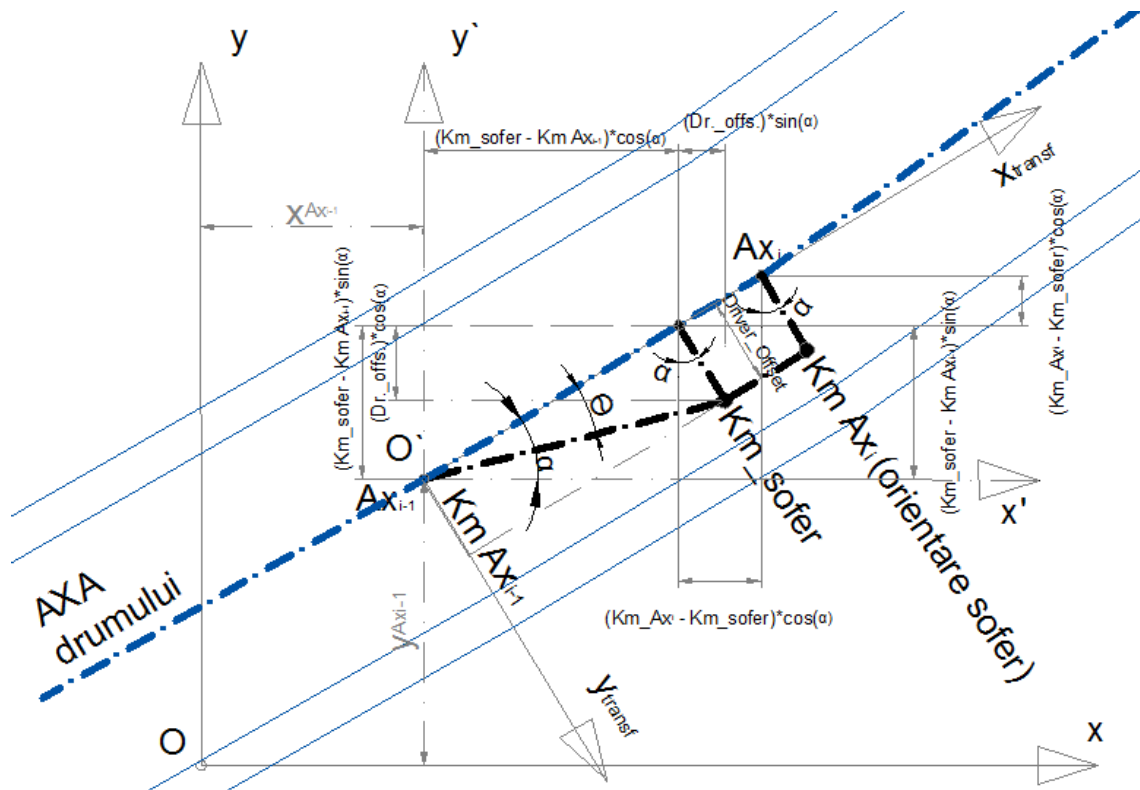 y
y`
(Dr._offs.)*sin(α)
(Km_sofer - Km Axi-1)*cos(α)
xtransf
xAxi-1
Axi
(Km_sofer - Km Axi-1)*sin(α)
(Dr._offs.)*cos(α)
Driver_Offset
α
α
(Km_Axi - Km_sofer)*cos(α)
(Km_sofer - Km Axi-1)*sin(α)
Θ
O`
α
Axi-1
Km Axi-1
Km_sofer
Km Axi (orientare sofer)
x'
AXA
drumului
yAxi-1
(Km_Axi - Km_sofer)*cos(α)
ytransf
O
x